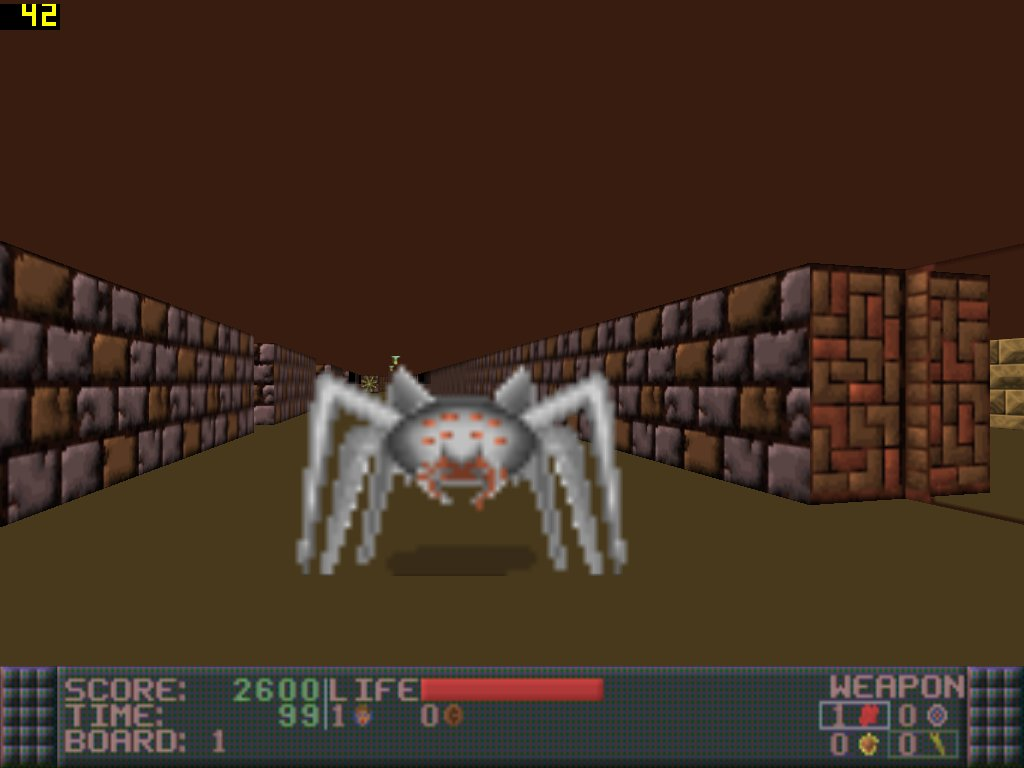 42
SCORE: 2600 LIFE WEAPON
TIME: 99 1 0 1 0
BOARD: 1 0 0